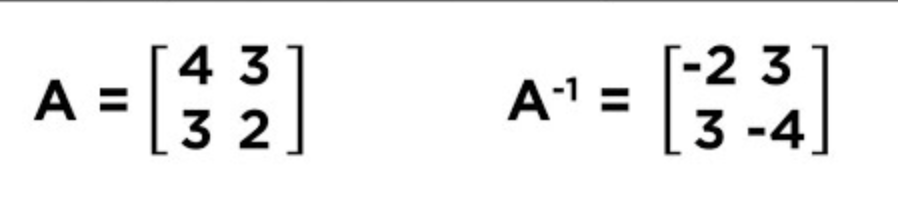 A = [4 3
3 2] A⁻¹ = [-2 3
3 -4]